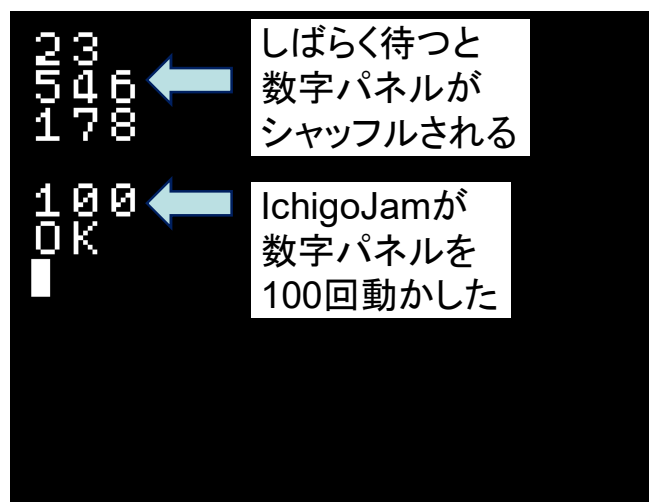 23
546
178
しばらく待つと
数字パネルが
シャッフルされる
100
OK
IchigoJamが
数字パネルを
100回動かした